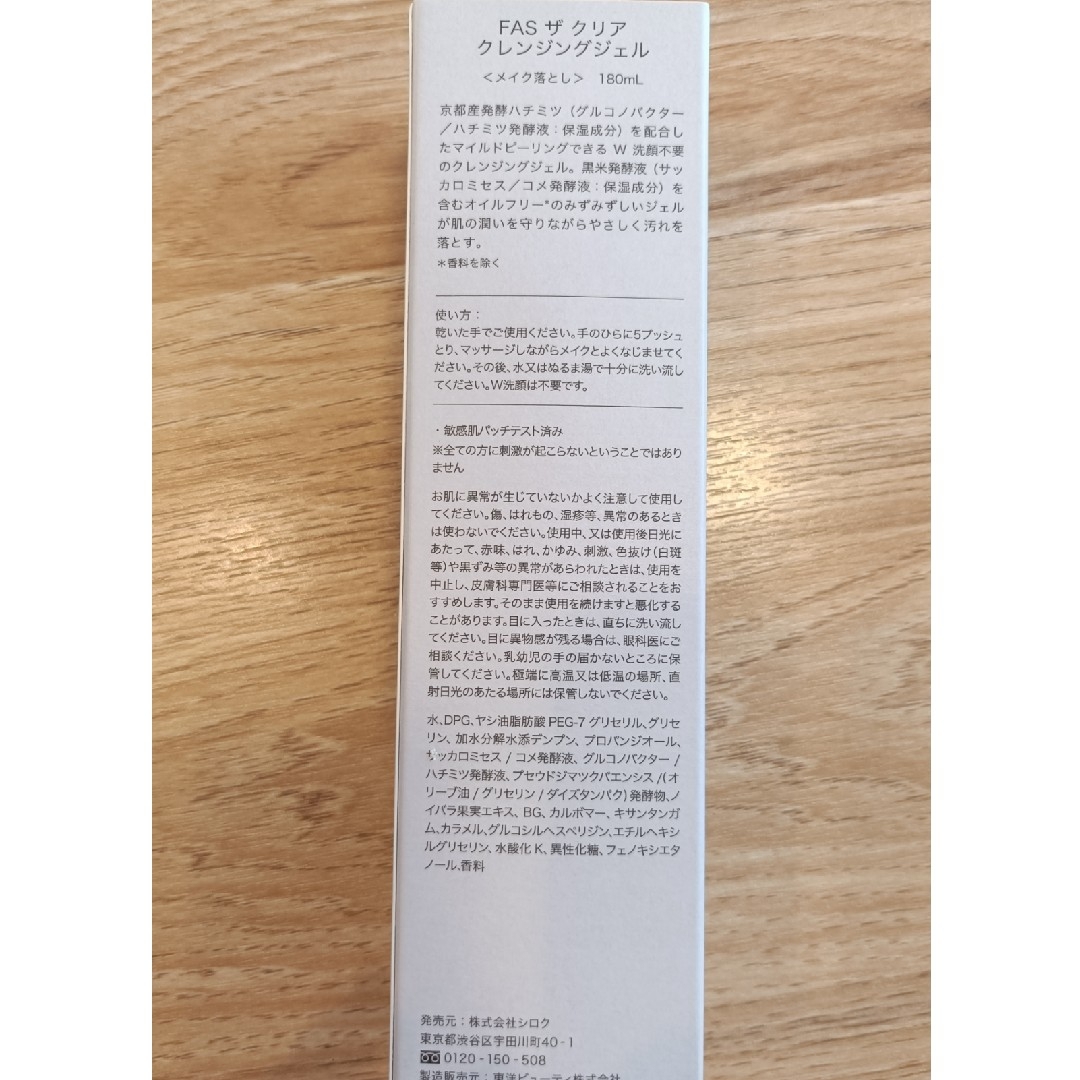 FAS ザ クリア
クレンジングジェル
＜メイク落とし＞ 180mL
京都産発酵ハチミツ（グルコノバクター
／ハチミツ発酵液：保湿成分）を配合し
たマイルドピーリングできる W 洗顔不要
のクレンジングジェル。黒米発酵液（サッ
カロミセス／コメ発酵液：保湿成分）を
含むオイルフリー*のみずみずしいジェル
が肌の潤いを守りながらやさしく汚れを
落とす。
＊香料を除く
使い方：
乾いた手でご使用ください。手のひらに5プッシュ
とり、マッサージしながらメイクとよくなじませてく
ださい。その後、水又はぬるま湯で十分に洗い流し
てください。W洗顔は不要です。
・敏感肌パッチテスト済み
※全ての方に刺激が起こらないということではあり
ません
お肌に異常が生じていないかよく注意して使用し
てください。傷、はれもの、湿疹等、異常のあるとき
は使わないでください。使用中、又は使用後日光に
あたって、赤味、はれ、かゆみ、刺激、色抜け（白斑
等）や黒ずみ等の異常があらわれたときは、使用を
中止し、皮膚科専門医等にご相談されることをお
すすめします。そのまま使用を続けますと悪化する
ことがあります。目に入ったときは、直ちに洗い流し
てください。目に異物感が残る場合は、眼科医にご
相談ください。乳幼児の手の届かないところに保
管してください。極端に高温又は低温の場所、直
射日光のあたる場所には保管しないでください。
水、DPG、ヤシ油脂肪酸 PEG-7 グリセリル、グリセ
リン、加水分解水添デンプン、プロパンジオール、
サッカロミセス / コメ発酵液、グルコノバクター /
ハチミツ発酵液、プセウドジマツクバエンシス /（オ
リーブ油 / グリセリン / ダイズタンパク）発酵物、ノ
イバラ果実エキス、BG、カルボマー、キサンタンガ
ム、カラメル、グルコシルヘスペリジン、エチルヘキシ
ルグリセリン、水酸化 K、異性化糖、フェノキシエタ
ノール、香料
発売元：株式会社シロク
東京都渋谷区宇田川町40-1
0120-150-508
製造販売元：東洋ビューティ株式会社